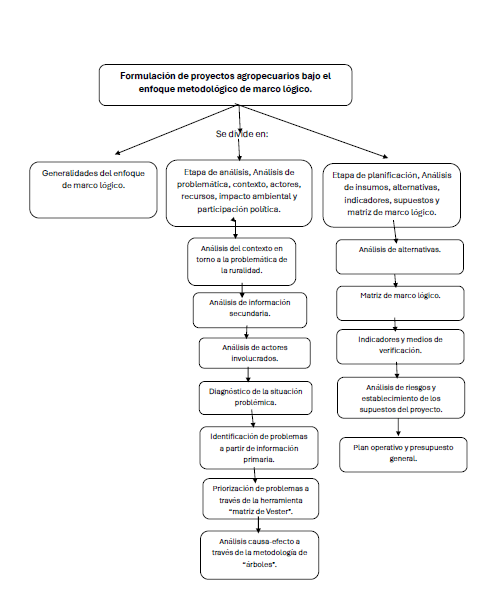 Formulación de proyectos agropecuarios bajo el
enfoque metodológico de marco lógico.
Se divide en:
Generalidades del enfoque
de marco lógico.
Etapa de análisis, Análisis de
problemática, contexto, actores,
recursos, impacto ambiental y
participación política.
Análisis del contexto en
torno a la problemática de
la ruralidad.
Análisis de información
secundaria.
Análisis de actores
involucrados.
Diagnóstico de la situación
problémica.
Identificación de problemas
a partir de información
primaria.
Priorización de problemas a
través de la herramienta
“matriz de Vester”.
Análisis causa-efecto a
través de la metodología de
“árboles”.
Etapa de planificación, Análisis
de insumos, alternativas,
indicadores, supuestos y
matriz de marco lógico.
Análisis de alternativas.
Matriz de marco lógico.
Indicadores y medios de
verificación.
Análisis de riesgos y
establecimiento de los
supuestos del proyecto.
Plan operativo y presupuesto
general.